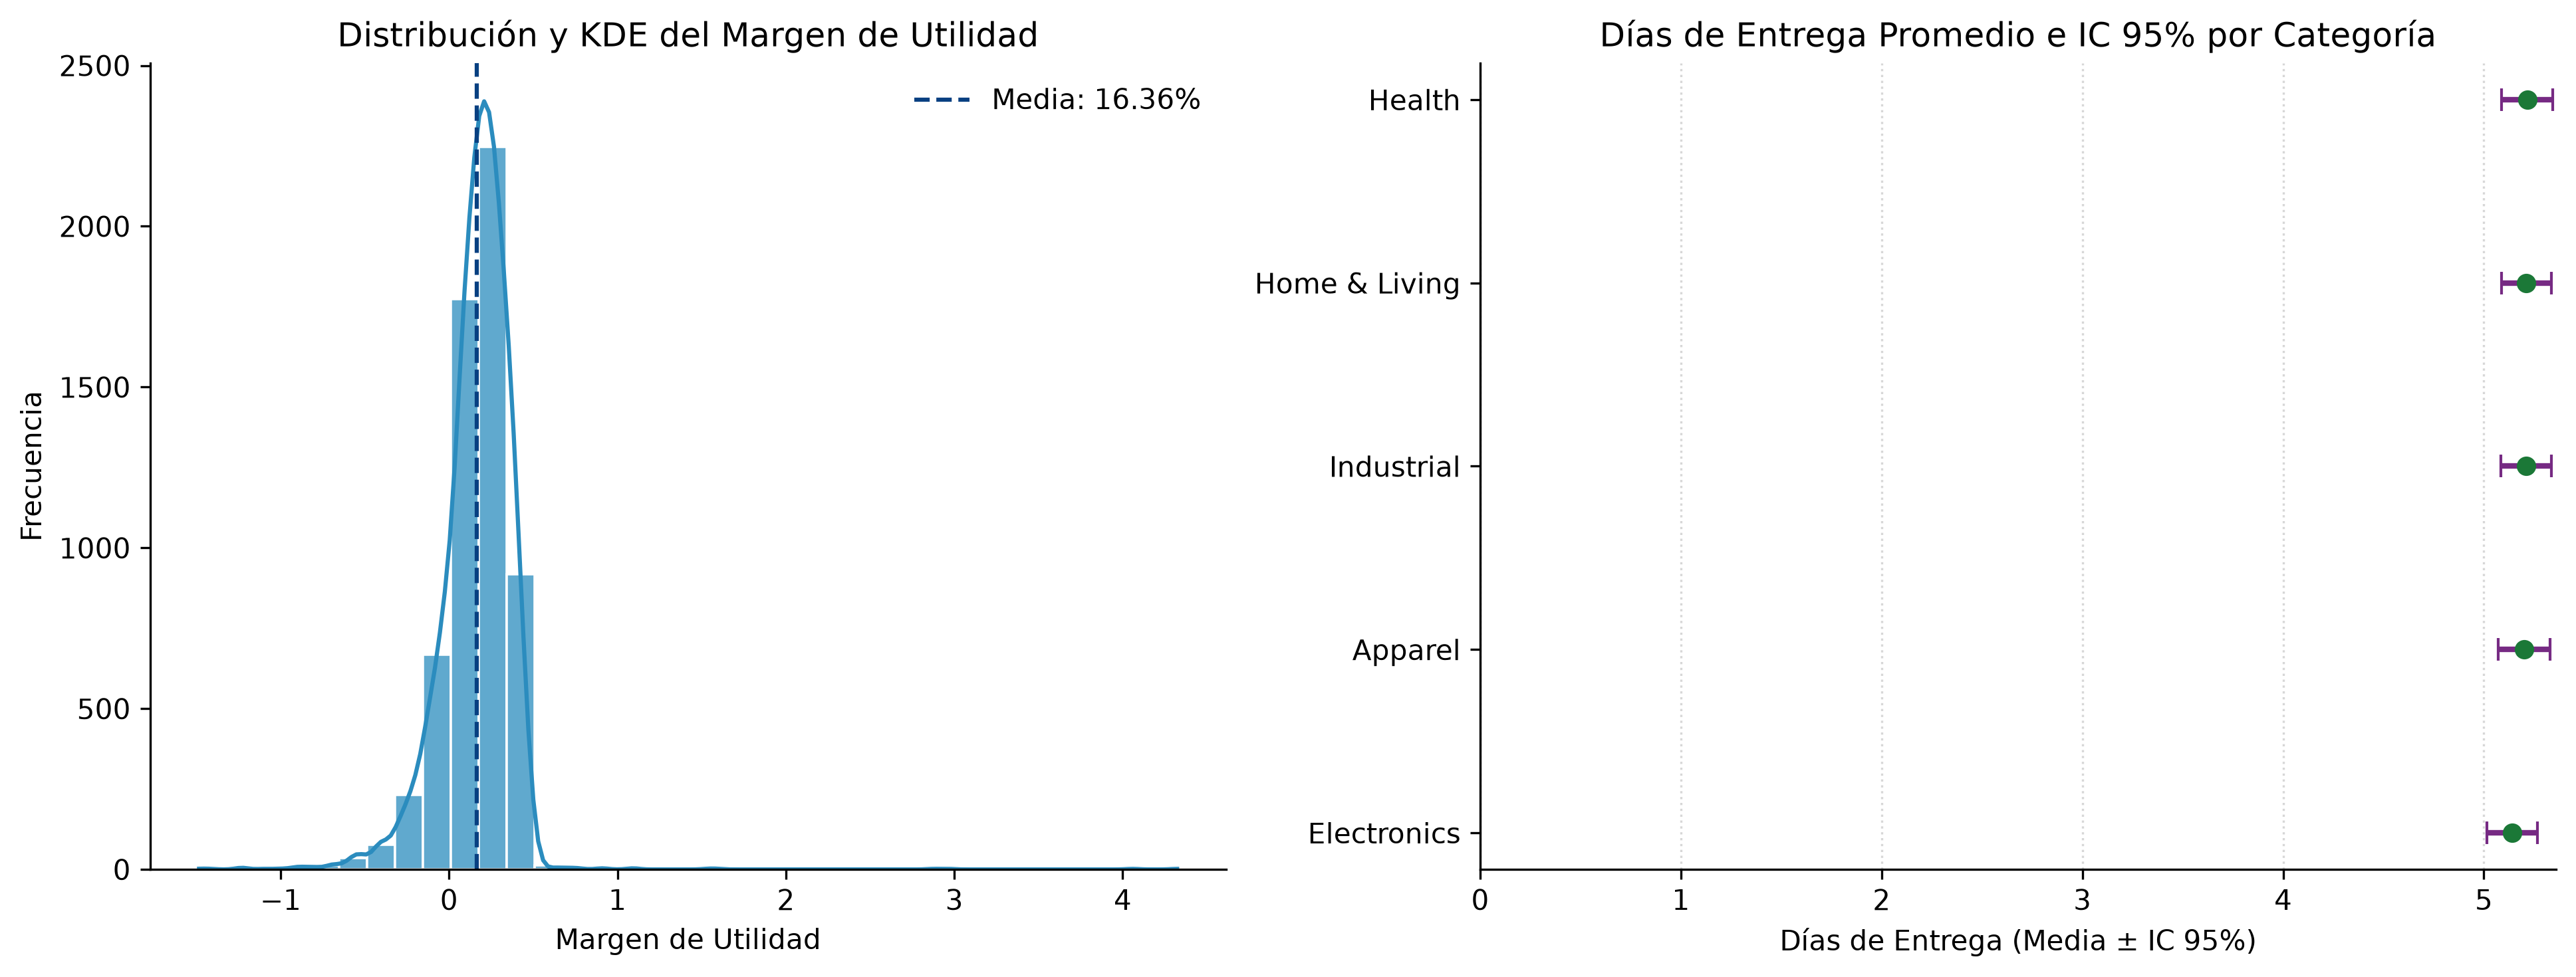 Distribución y KDE del Margen de Utilidad
Media: 16.36%
Frecuencia
2500
2000
1500
1000
500
0
−1
0
1
2
3
4
Margen de Utilidad
Días de Entrega Promedio e IC 95% por Categoría
Health
Home & Living
Industrial
Apparel
Electronics
0
1
2
3
4
5
Días de Entrega (Media ± IC 95%)